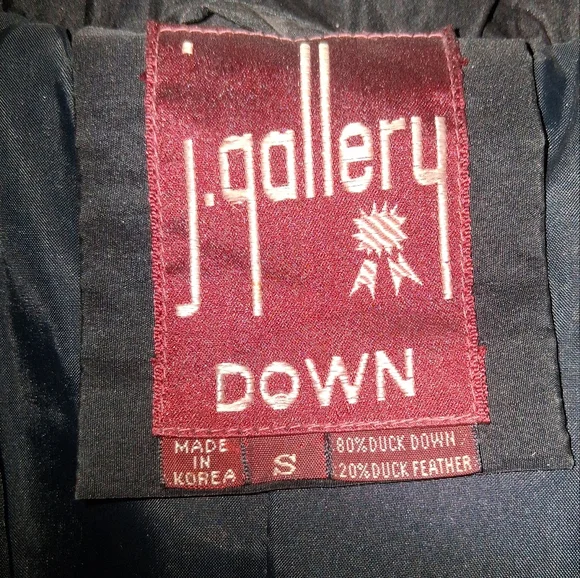 j.gallery
DOWN
MADE
IN
KOREA
S
80%DUCK DOWN
20%DUCK FEATHER